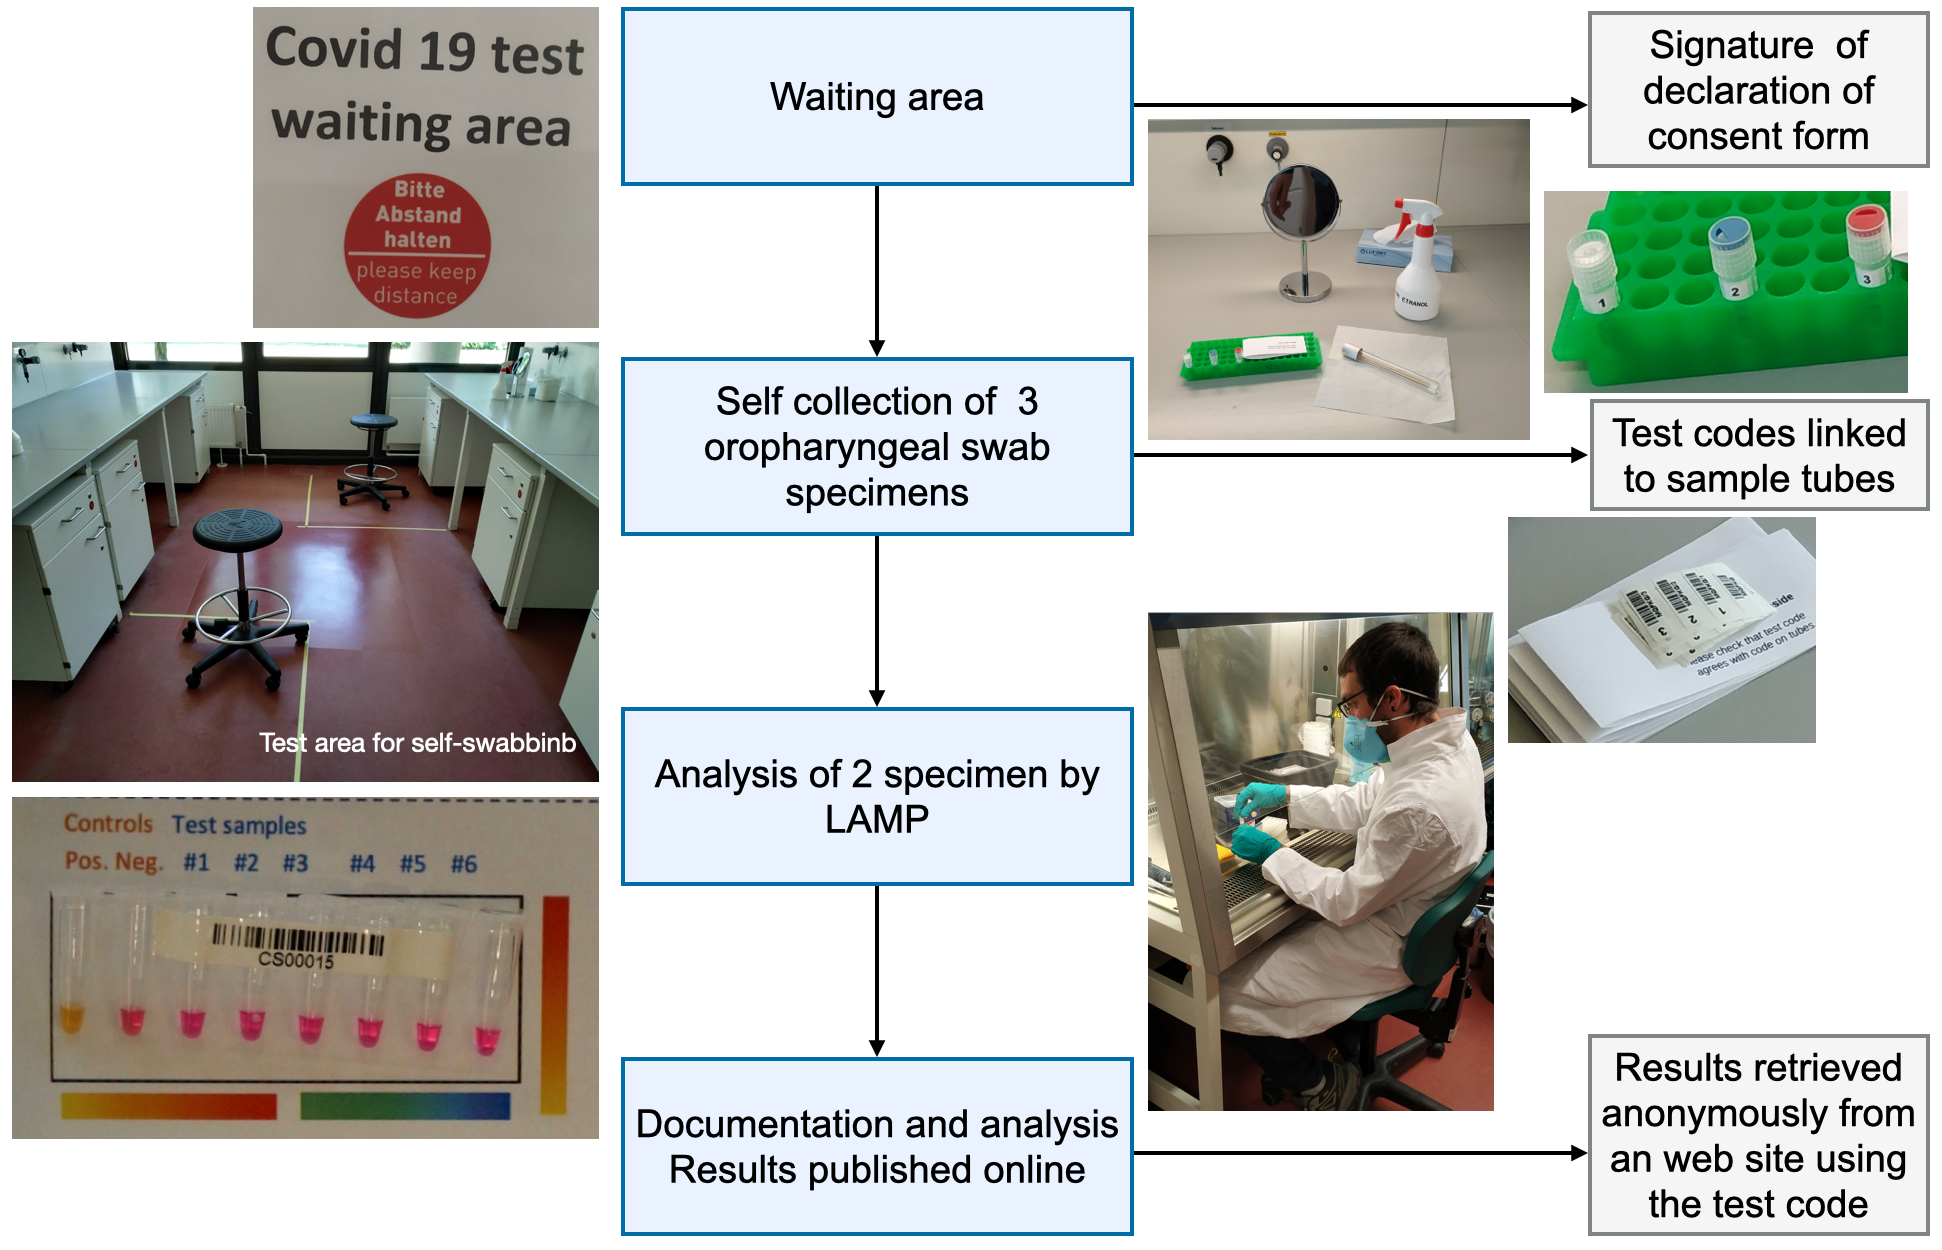 Covid 19 test
waiting area
Bitte
Abstand
halten
please keep
distance
Waiting area
Signature of
declaration of
consent form
ETHANOL
1
2
3
Self collection of 3
oropharyngeal swab
specimens
Test codes linked
to sample tubes
Test area for self-swabbinb
3
2
1
side
ease check that test code
agrees with code on tubes.
Analysis of 2 specimen by
LAMP
Controls Test samples
Pos. Neg. #1 #2 #3 #4 #5 #6
CS00015
Documentation and analysis
Results published online
Results retrieved
anonymously from
an web site using
the test code